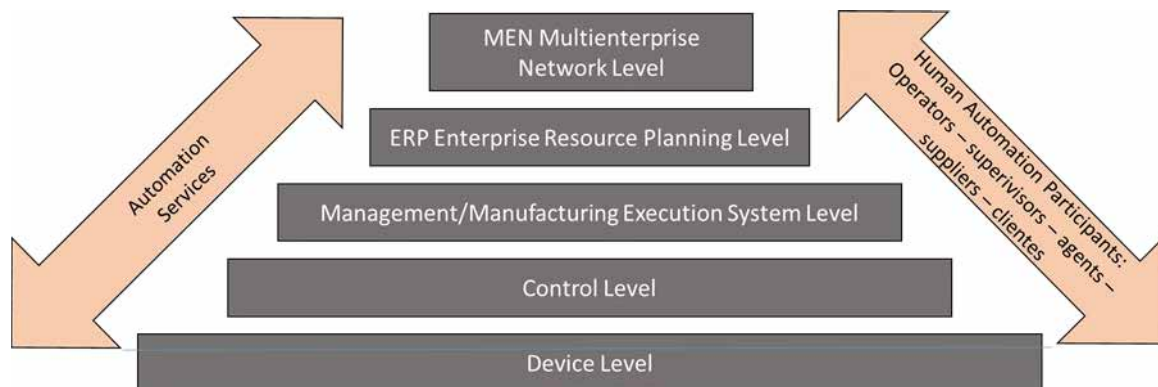 MEN Multienterprise
Network Level
ERP Enterprise Resource Planning Level
Management/Manufacturing Execution System Level
Control Level
Device Level
Automation
Services
Human Automation Participants:
Operators – superivisors – agents –
suppliers – clientes